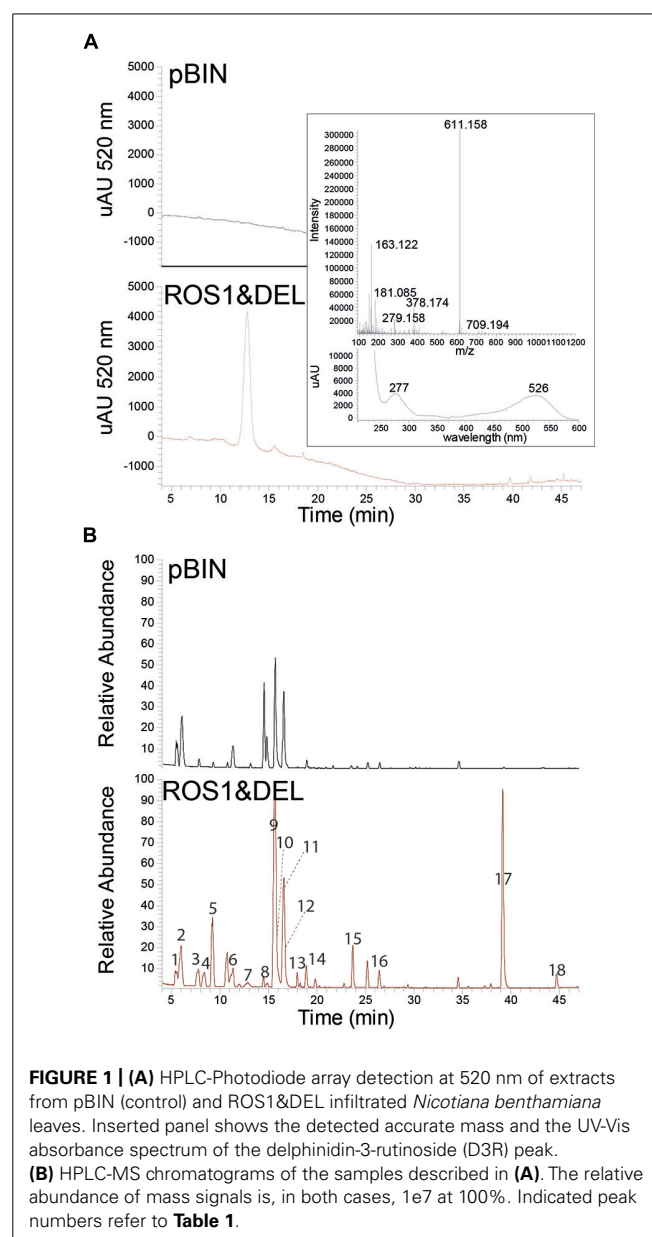 A
pBIN
5000
4000
3000
2000
1000
0
-1000
uAU 520 nm
611.158
300000
280000
260000
240000
220000
200000
180000
160000
140000
120000
100000
80000
60000
40000
20000
Intensity
163.122
181.085
378.174
279.158
709.194
100 200 300 400 500 600 700 800 900 1000 1100 1200
m/z
10000
8000
6000
4000
2000
0
uAU
277
526
250 300 350 400 450 500 550 600
wavelength (nm)
ROS1&DEL
5000
4000
3000
2000
1000
0
-1000
uAU 520 nm
5 10 15 20 25 30 35 40 45
Time (min)
B
pBIN
100
90
80
70
60
50
40
30
20
10
Relative Abundance
ROS1&DEL
100
90
80
70
60
50
40
30
20
10
Relative Abundance
1 2 3 4 5 6 7 8 9 10 11 12 13 14 15 16 17 18
5 10 15 20 25 30 35 40 45
Time (min)
FIGURE 1 | (A) HPLC-Photodiode array detection at 520 nm of extracts
from pBIN (control) and ROS1&DEL infiltrated Nicotiana benthamiana
leaves. Inserted panel shows the detected accurate mass and the UV-Vis
absorbance spectrum of the delphinidin-3-rutinoside (D3R) peak.
(B) HPLC-MS chromatograms of the samples described in (A). The relative
abundance of mass signals is, in both cases, 1e7 at 100%. Indicated peak
numbers refer to Table 1.